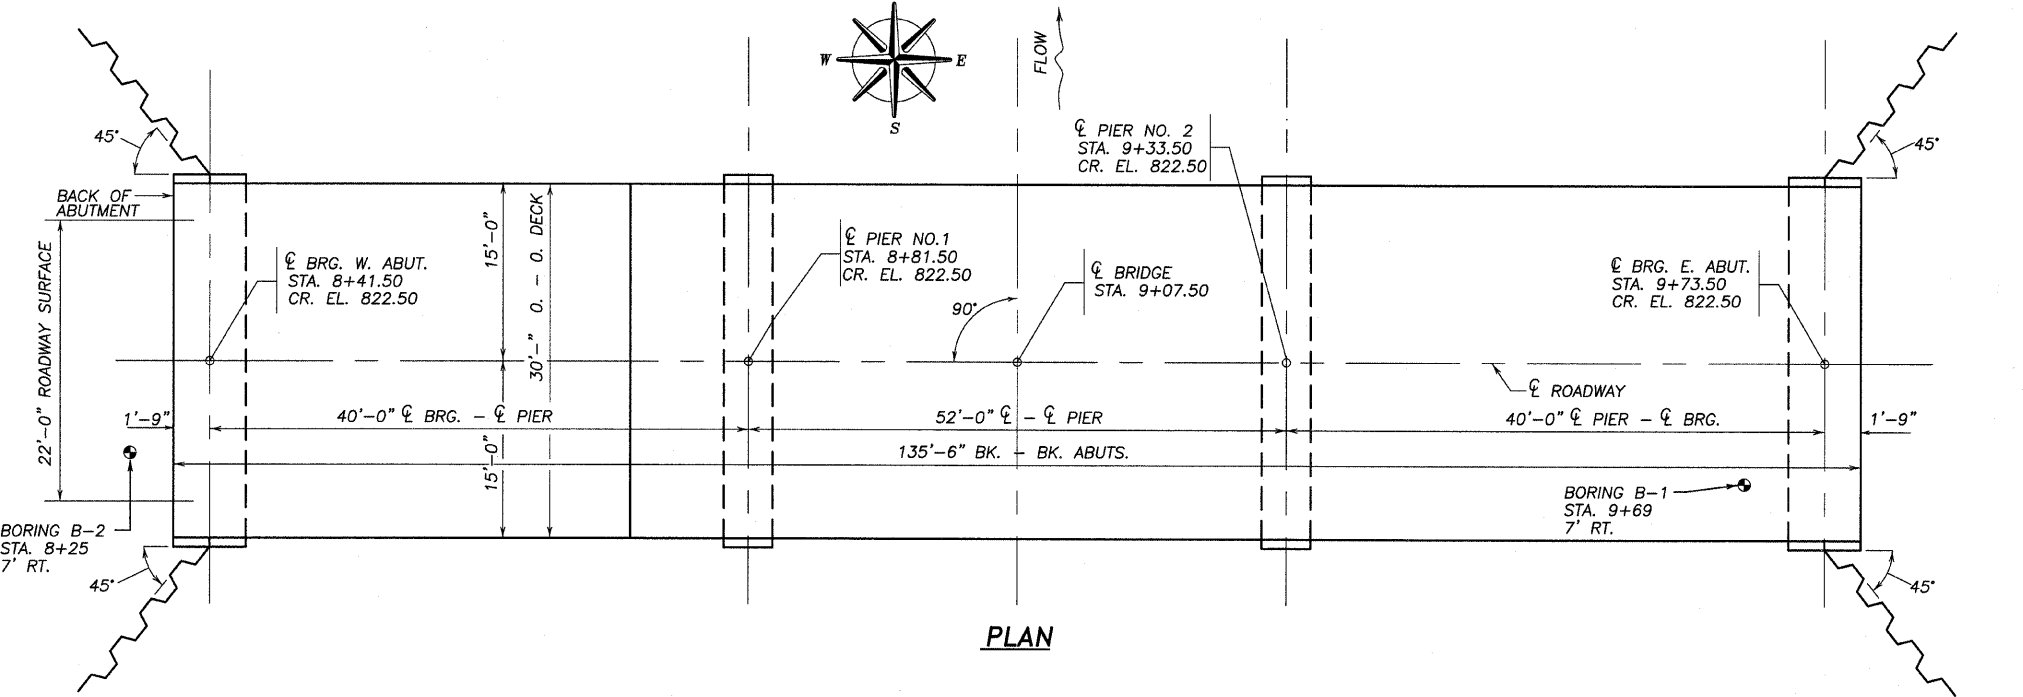 W
E
S
FLOW
45°
℄ PIER NO. 2
STA. 9+33.50
CR. EL. 822.50
45°
BACK OF
ABUTMENT
22'-0" ROADWAY SURFACE
15'-0"
30'-" O. - O. DECK
℄ BRG. W. ABUT.
STA. 8+41.50
CR. EL. 822.50
℄ PIER NO.1
STA. 8+81.50
CR. EL. 822.50
℄ BRIDGE
STA. 9+07.50
90°
℄ BRG. E. ABUT.
STA. 9+73.50
CR. EL. 822.50
℄ ROADWAY
1'-9"
40'-0" ℄ BRG. - ℄ PIER
52'-0" ℄ - ℄ PIER
40'-0" ℄ PIER - ℄ BRG.
1'-9"
135'-6" BK. - BK. ABUTS.
15'-0"
BORING B-2
STA. 8+25
7' RT.
BORING B-1
STA. 9+69
7' RT.
45°
45°
PLAN